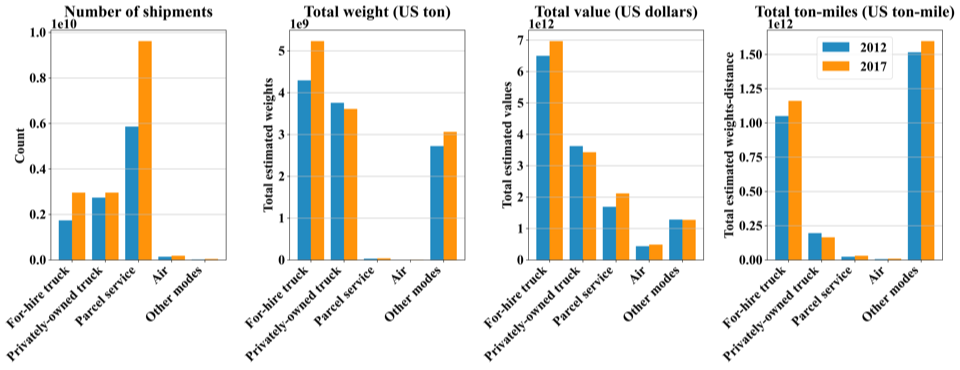 Number of shipments
1e10
Count
1.0
0.8
0.6
0.4
0.2
0.0
For-hire truck
Privately-owned truck
Parcel service
Air
Other modes
Total weight (US ton)
1e9
Total estimated weights
5
4
3
2
1
0
For-hire truck
Privately-owned truck
Parcel service
Air
Other modes
Total value (US dollars)
1e12
Total estimated values
7
6
5
4
3
2
1
0
For-hire truck
Privately-owned truck
Parcel service
Air
Other modes
Total ton-miles (US ton-mile)
1e12
Total estimated weights-distance
1.50
1.25
1.00
0.75
0.50
0.25
0.00
2012
2017
For-hire truck
Privately-owned truck
Parcel service
Air
Other modes